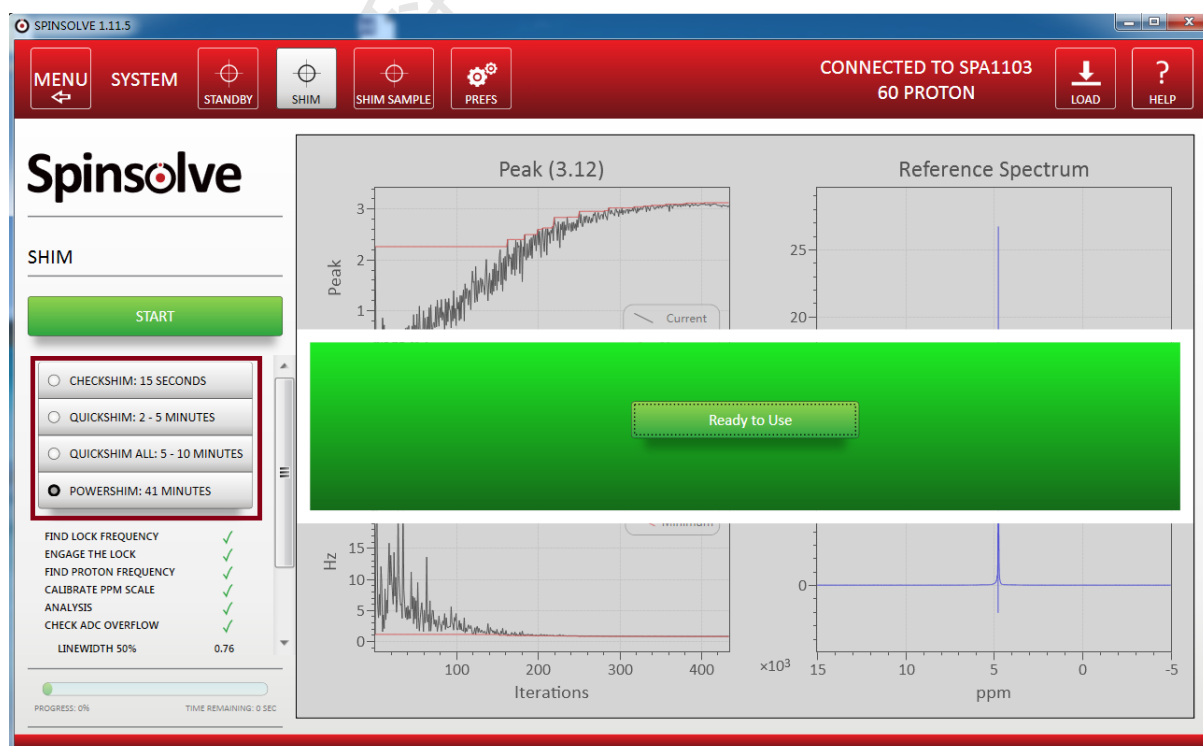 SPINSOLVE 1.11.5
MENU
SYSTEM
STANDBY
SHIM
SHIM SAMPLE
PREFS
CONNECTED TO SPA1103
60 PROTON
LOAD
?
HELP
Spinsolve
SHIM
START
CHECKSHIM: 15 SECONDS
QUICKSHIM: 2 - 5 MINUTES
QUICKSHIM ALL: 5 - 10 MINUTES
POWERSHIM: 41 MINUTES
FIND LOCK FREQUENCY ✓
ENGAGE THE LOCK ✓
FIND PROTON FREQUENCY ✓
CALIBRATE PPM SCALE ✓
ANALYSIS ✓
CHECK ADC OVERFLOW ✓
LINEWIDTH 50% 0.76
PROGRESS: 0% TIME REMAINING: 0 SEC
Peak (3.12)
3
2
1
Peak
Current
Ready to Use
Minimum
Hz
15
10
5
0
100 200 300 400
Iterations
Reference Spectrum
25
20
0
×10³
15 10 5 0 -5
ppm